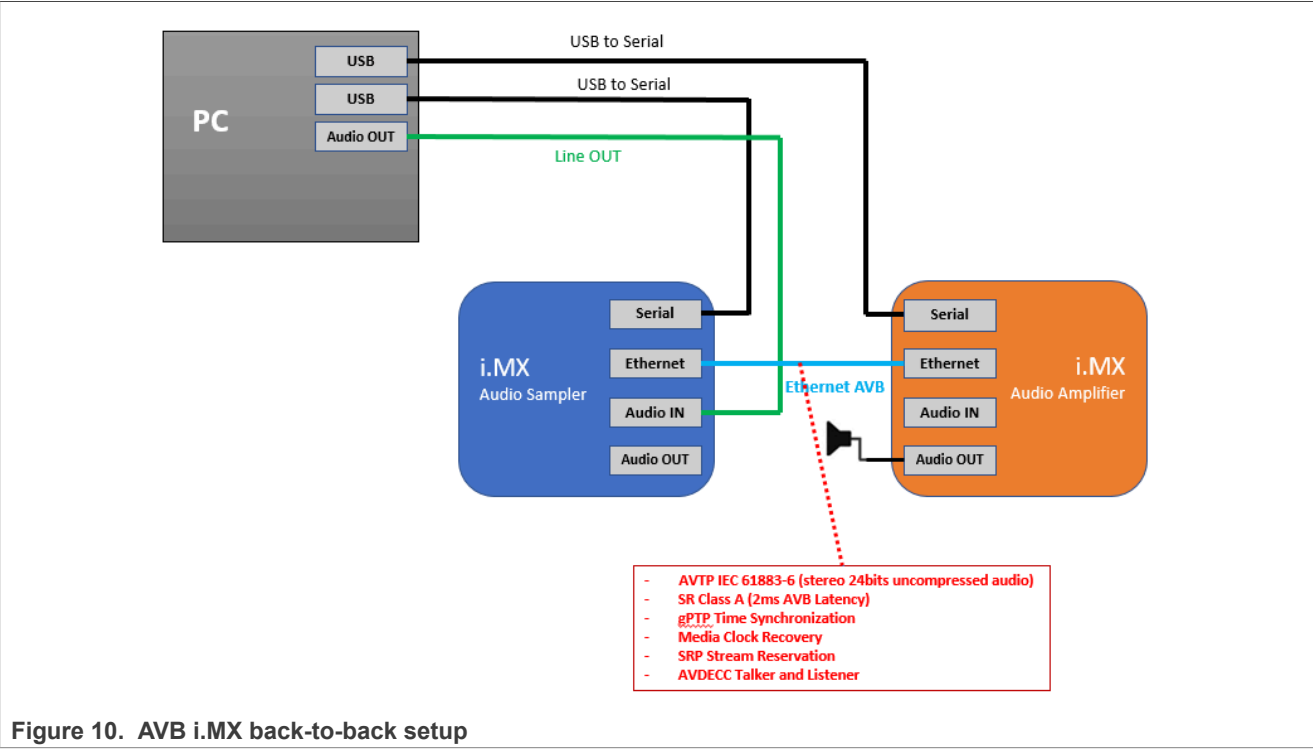 USB to Serial
USB
USB to Serial
USB
PC
Audio OUT
Line OUT
Serial
Serial
i.MX
Audio Sampler
Ethernet
Ethernet
i.MX
Audio Amplifier
Ethernet AVB
Audio IN
Audio IN
Audio OUT
Audio OUT
- AVTP IEC 61883-6 (stereo 24bits uncompressed audio)
- SR Class A (2ms AVB Latency)
- gPTP Time Synchronization
- Media Clock Recovery
- SRP Stream Reservation
- AVDECC Talker and Listener
Figure 10. AVB i.MX back-to-back setup